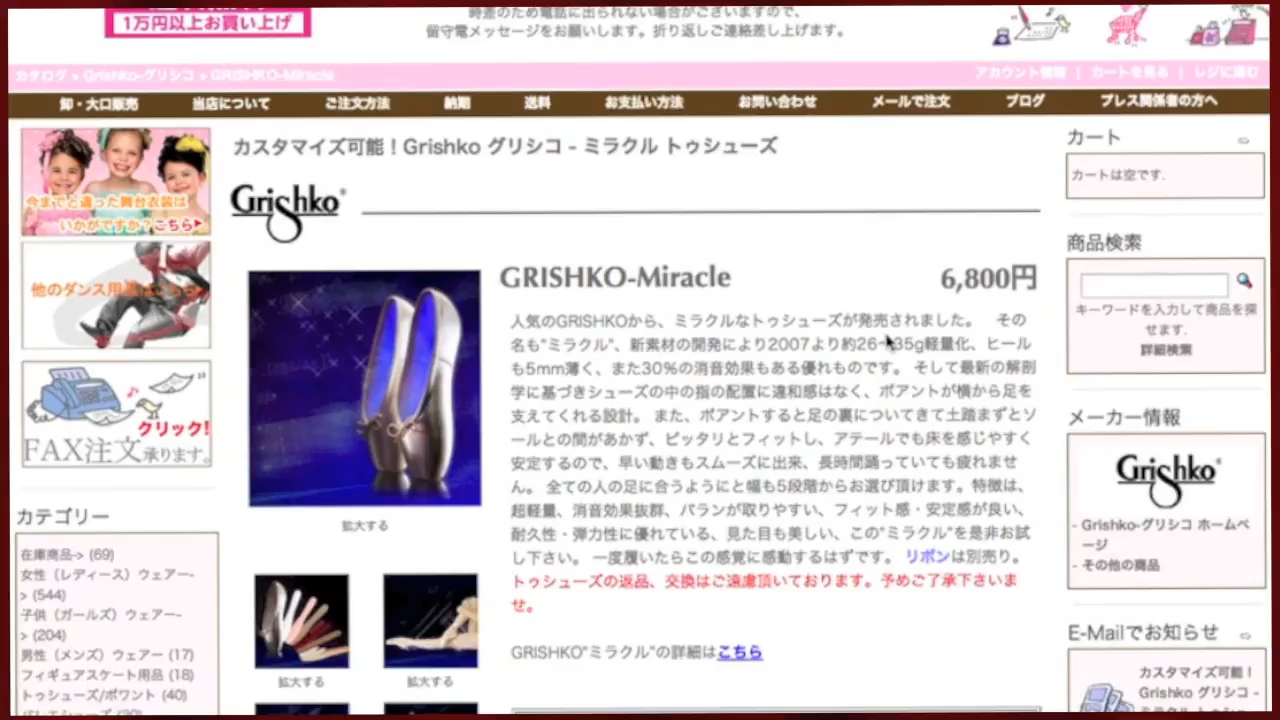 1万円以上お買い上げ
時差のため電話に出られない場合がございますので、
留守電メッセージをお願いします。折り返しご連絡差し上げます。
カタログ » Grishko-グリシコ » GRISHKO-Miracle
アカウント情報 | カートを見る | レジに進む
卸・大口販売 当店について ご注文方法 納期 送料 お支払い方法 お問い合わせ メールで注文 ブログ プレス関係者の方へ
今までと違った舞台衣装は
いかがですか?こちら
他のダンス用品はこちら
クリック!
FAX注文承ります。
カテゴリー
在庫商品-> (69)
女性（レディース）ウェアー-
> (544)
子供（ガールズ）ウェアー-
> (204)
男性（メンズ）ウェアー (17)
フィギュアスケート用品 (18)
トゥシューズ/ポワント (40)
カスタマイズ可能！Grishko グリシコ - ミラクル トゥシューズ
Grishko®
GRISHKO-Miracle 6,800円
人気のGRISHKOから、ミラクルなトゥシューズが発売されました。 その
名も"ミラクル"、新素材の開発により2007より約26-35g軽量化、ヒール
も5mm薄く、また30%の消音効果もある優れものです。 そして最新の解剖
学に基づきシューズの中の指の配置に違和感はなく、ポアントが横から足を
支えてくれる設計。 また、ポアントすると足の裏についてきて土踏まずとソ
ールとの間があかず、ピッタリとフィットし、アテールでも床を感じやすく
安定するので、早い動きもスムーズに出来、長時間踊っていても疲れませ
ん。 全ての人の足に合うようにと幅も5段階からお選び頂けます。特徴は、
超軽量、消音効果抜群、バランが取りやすい、フィット感・安定感が良い、
耐久性・弾力性に優れている、見た目も美しい、この"ミラクル"を是非お試
し下さい。 一度履いたらこの感覚に感動するはずです。 リボンは別売り。
トゥシューズの返品、交換はご遠慮頂いております。予めご了承下さいま
せ。
GRISHKO"ミラクル"の詳細はこちら
拡大する
拡大する 拡大する
カート
カートは空です.
商品検索
キーワードを入力して商品を探
せます.
詳細検索
メーカー情報
Grishko®
- Grishko-グリシコ ホームペ
ージ
- その他の商品
E-Mailでお知らせ
カスタマイズ可能！
Grishko グリシコ -